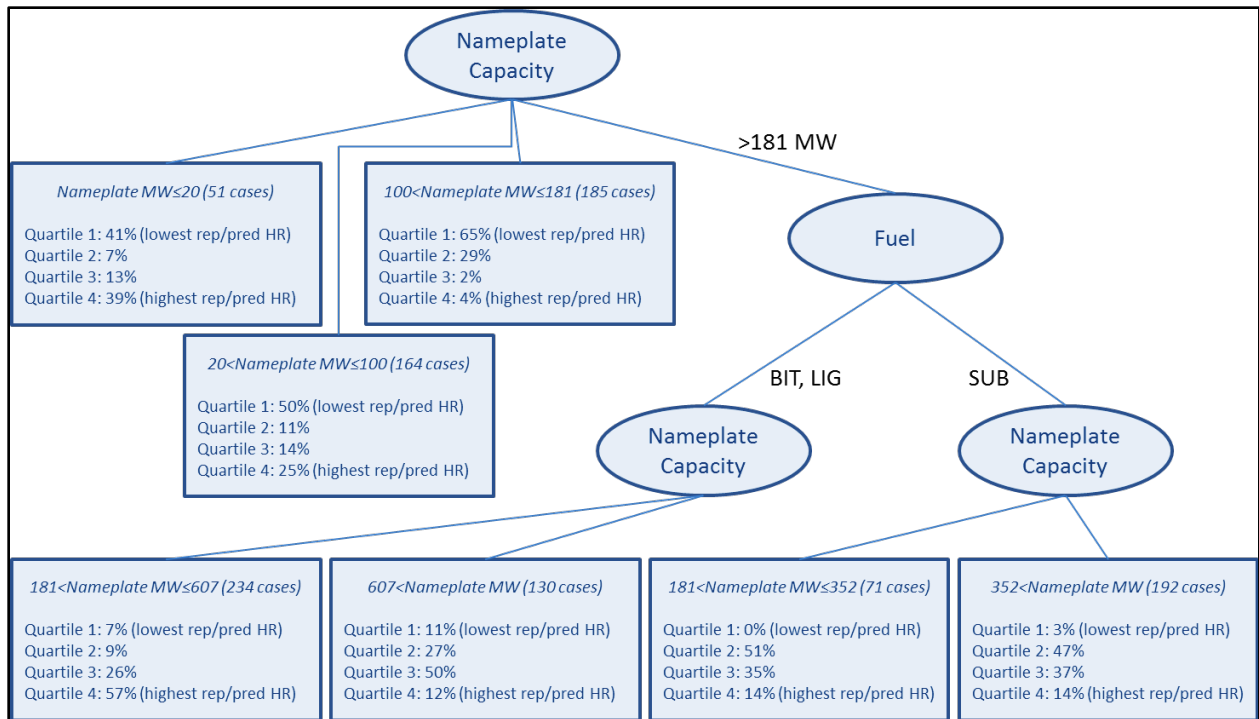 Nameplate
Capacity
>181 MW
Nameplate MW≤20 (51 cases)
Quartile 1: 41% (lowest rep/pred HR)
Quartile 2: 7%
Quartile 3: 13%
Quartile 4: 39% (highest rep/pred HR)
100<Nameplate MW≤181 (185 cases)
Quartile 1: 65% (lowest rep/pred HR)
Quartile 2: 29%
Quartile 3: 2%
Quartile 4: 4% (highest rep/pred HR)
Fuel
20<Nameplate MW≤100 (164 cases)
Quartile 1: 50% (lowest rep/pred HR)
Quartile 2: 11%
Quartile 3: 14%
Quartile 4: 25% (highest rep/pred HR)
BIT, LIG
SUB
Nameplate
Capacity
Nameplate
Capacity
181<Nameplate MW≤607 (234 cases)
Quartile 1: 7% (lowest rep/pred HR)
Quartile 2: 9%
Quartile 3: 26%
Quartile 4: 57% (highest rep/pred HR)
607<Nameplate MW (130 cases)
Quartile 1: 11% (lowest rep/pred HR)
Quartile 2: 27%
Quartile 3: 50%
Quartile 4: 12% (highest rep/pred HR)
181<Nameplate MW≤352 (71 cases)
Quartile 1: 0% (lowest rep/pred HR)
Quartile 2: 51%
Quartile 3: 35%
Quartile 4: 14% (highest rep/pred HR)
352<Nameplate MW (192 cases)
Quartile 1: 3% (lowest rep/pred HR)
Quartile 2: 47%
Quartile 3: 37%
Quartile 4: 14% (highest rep/pred HR)